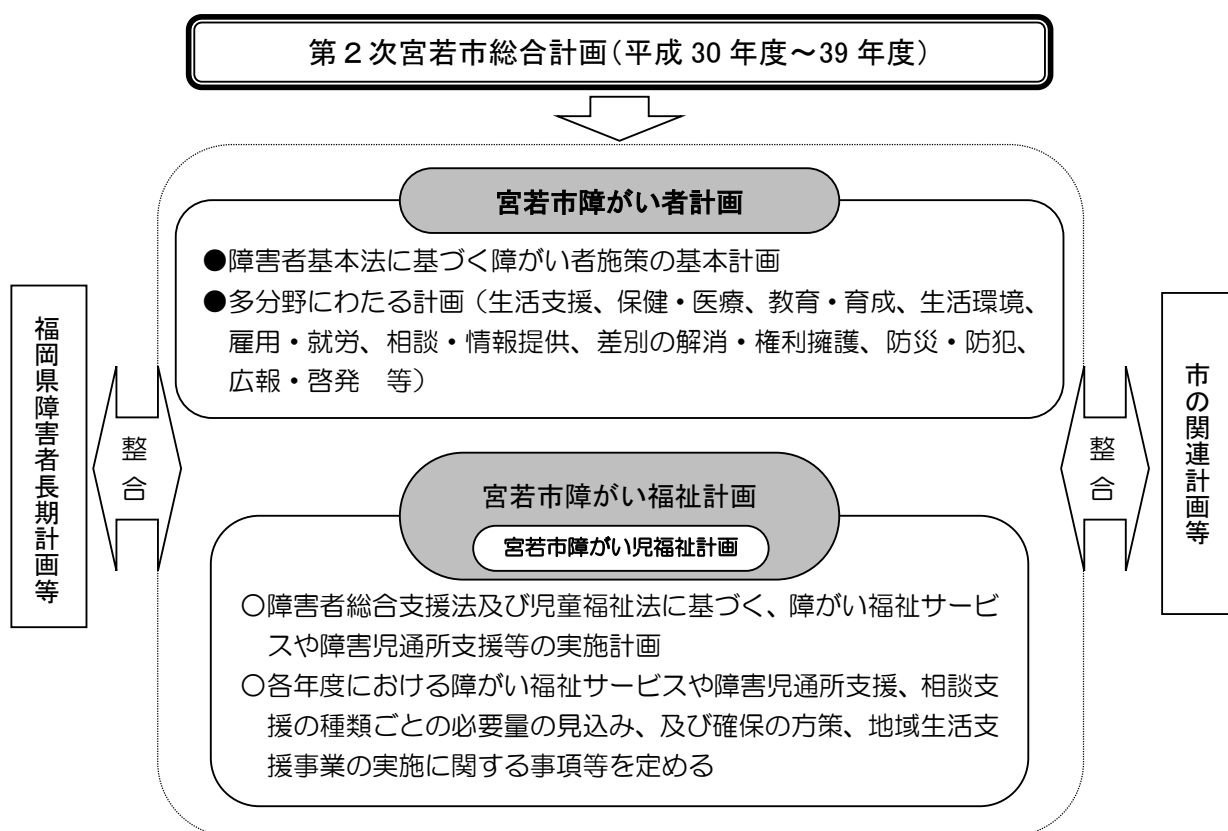 第２次宮若市総合計画（平成 30 年度～39 年度）
宮若市障がい者計画
●障害者基本法に基づく障がい者施策の基本計画
●多分野にわたる計画（生活支援、保健・医療、教育・育成、生活環境、
雇用・就労、相談・情報提供、差別の解消・権利擁護、防災・防犯、
広報・啓発　等）
福岡県障害者長期計画等
整合
宮若市障がい福祉計画
宮若市障がい児福祉計画
○障害者総合支援法及び児童福祉法に基づく、障がい福祉サービ
スや障害児通所支援等の実施計画
○各年度における障がい福祉サービスや障害児通所支援、相談支
援の種類ごとの必要量の見込み、及び確保の方策、地域生活支
援事業の実施に関する事項等を定める
整合
市の関連計画等